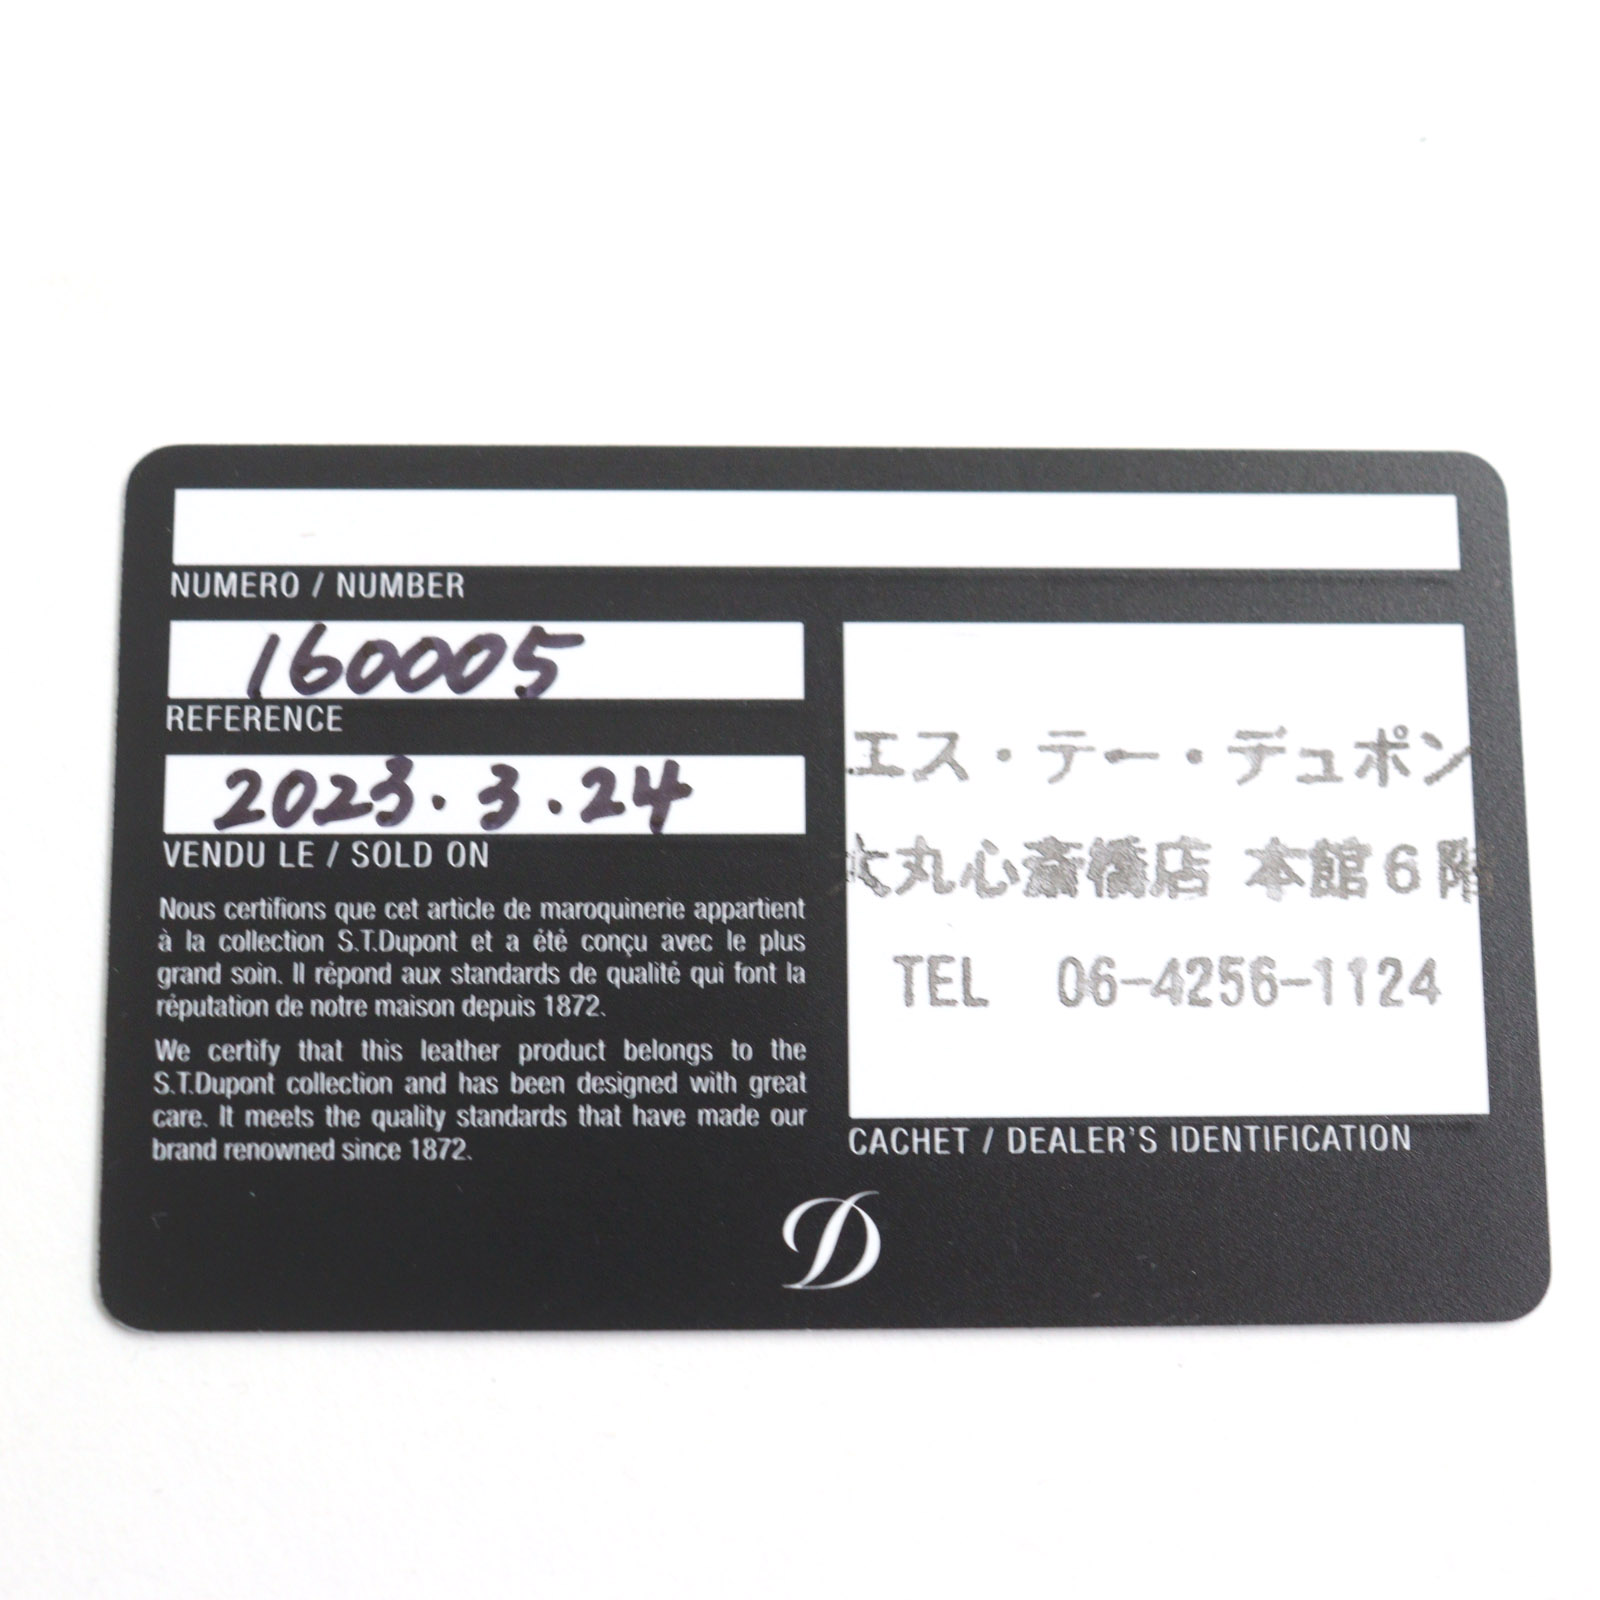 NUMERO / NUMBER
160005
REFERENCE
2023.3.24
VENDU LE / SOLD ON
Nous certifions que cet article de maroquinerie appartient
à la collection S.T.Dupont et a été conçu avec le plus
grand soin. Il répond aux standards de qualité qui font la
réputation de notre maison depuis 1872.
We certify that this leather product belongs to the
S.T.Dupont collection and has been designed with great
care. It meets the quality standards that have made our
brand renowned since 1872.
エス・テー・デュポン
大丸心斎橋店 本館6階
TEL 06-4256-1124
CACHET / DEALER'S IDENTIFICATION
D